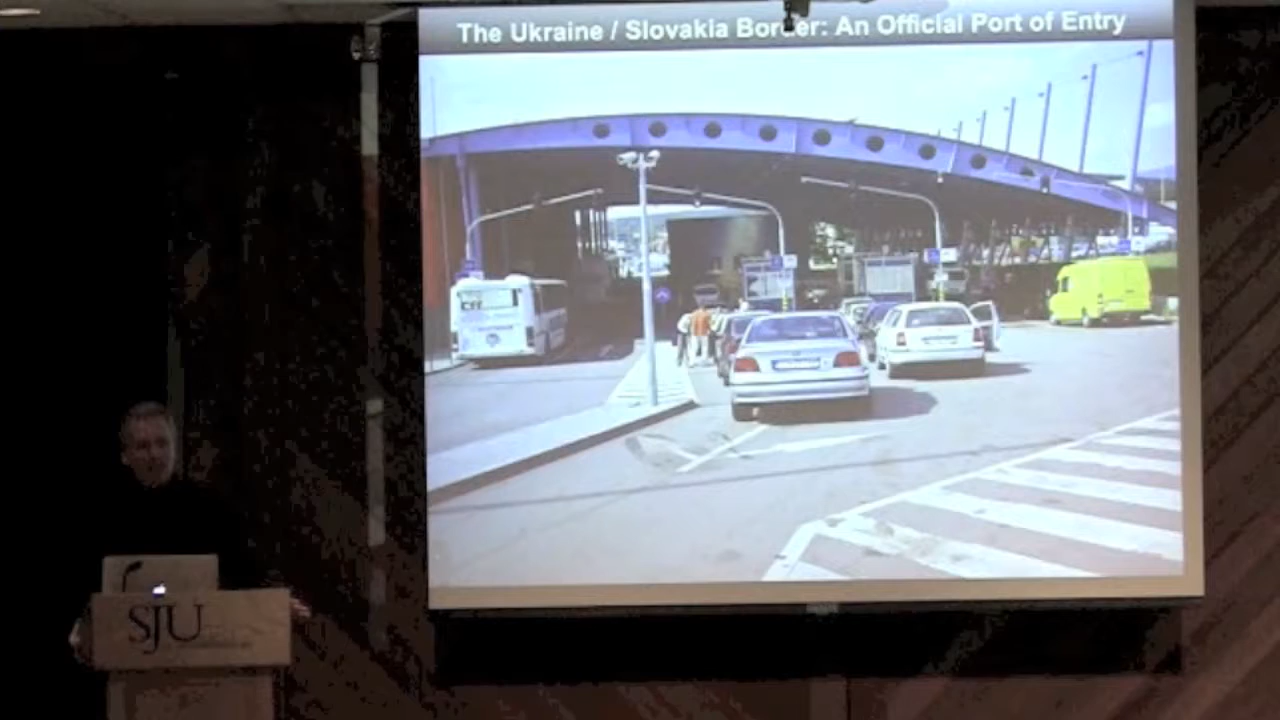 The Ukraine / Slovakia Border: An Official Port of Entry
SJU